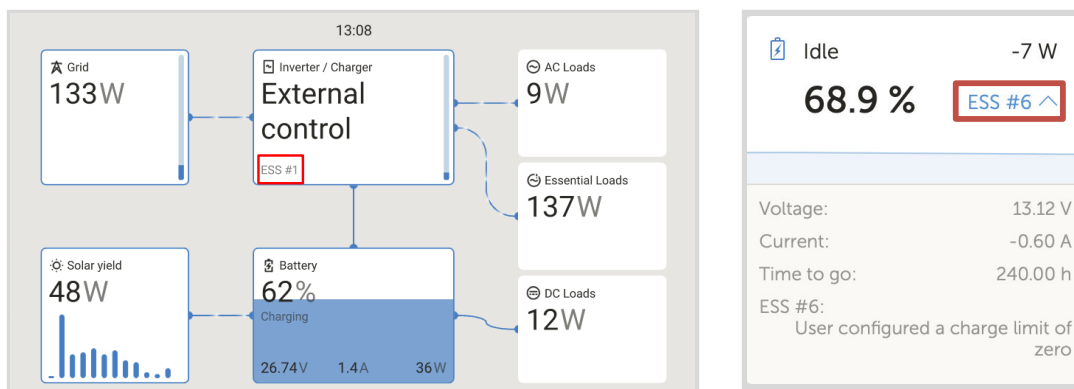 13:08
Grid
133W
Inverter / Charger
External
control
ESS #1
AC Loads
9W
Essential Loads
137W
Solar yield
48W
Battery
62%
Charging
26.74V 1.4A 36W
DC Loads
12W
Idle -7 W
68.9 % ESS #6
Voltage: 13.12 V
Current: -0.60 A
Time to go: 240.00 h
ESS #6:
User configured a charge limit of
zero